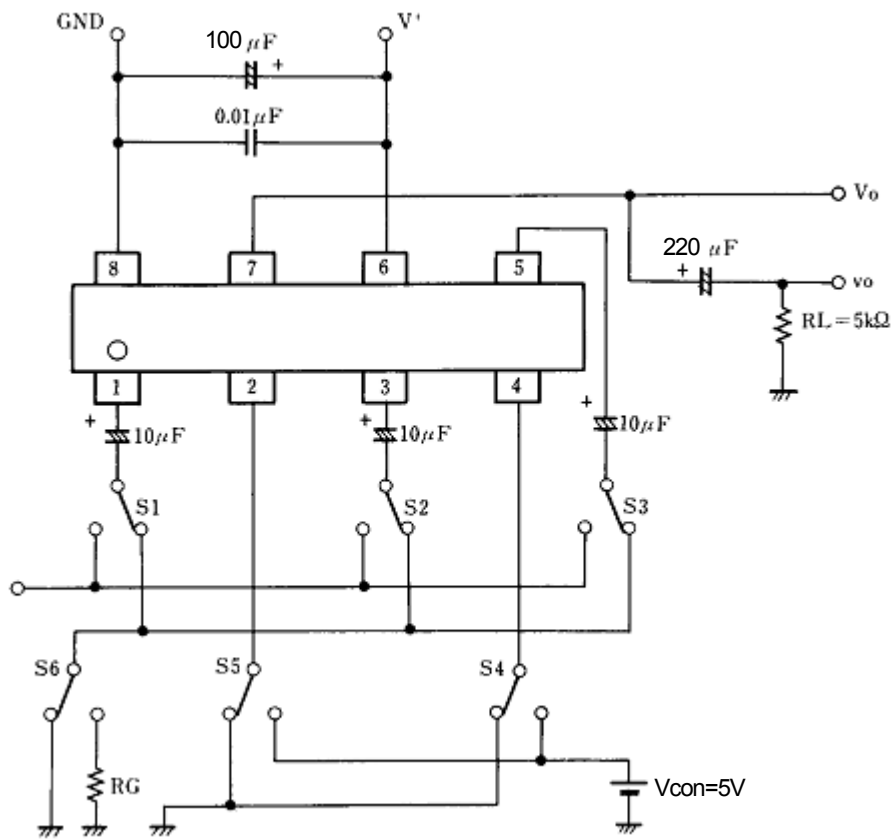 GND
V+
100 μF
+
0.01μF
Vo
8
7
6
5
220 μF
+
vo
RL=5kΩ
1
2
3
4
+
10μF
+
10μF
+
10μF
S1
S2
S3
S6
S5
S4
RG
Vcon=5V